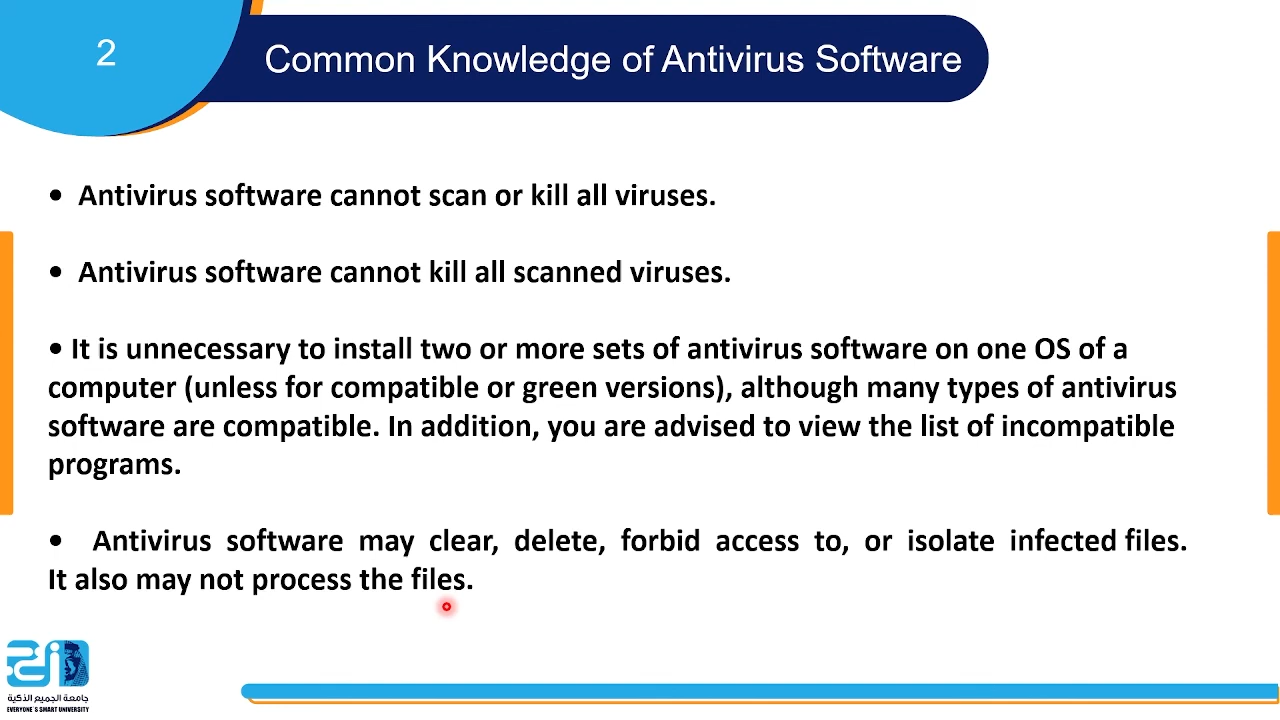 2
Common Knowledge of Antivirus Software
• Antivirus software cannot scan or kill all viruses.
• Antivirus software cannot kill all scanned viruses.
• It is unnecessary to install two or more sets of antivirus software on one OS of a
computer (unless for compatible or green versions), although many types of antivirus
software are compatible. In addition, you are advised to view the list of incompatible
programs.
• Antivirus software may clear, delete, forbid access to, or isolate infected files.
It also may not process the files.
جامعة الجميع الذكية
EVERYONE'S SMART UNIVERSITY